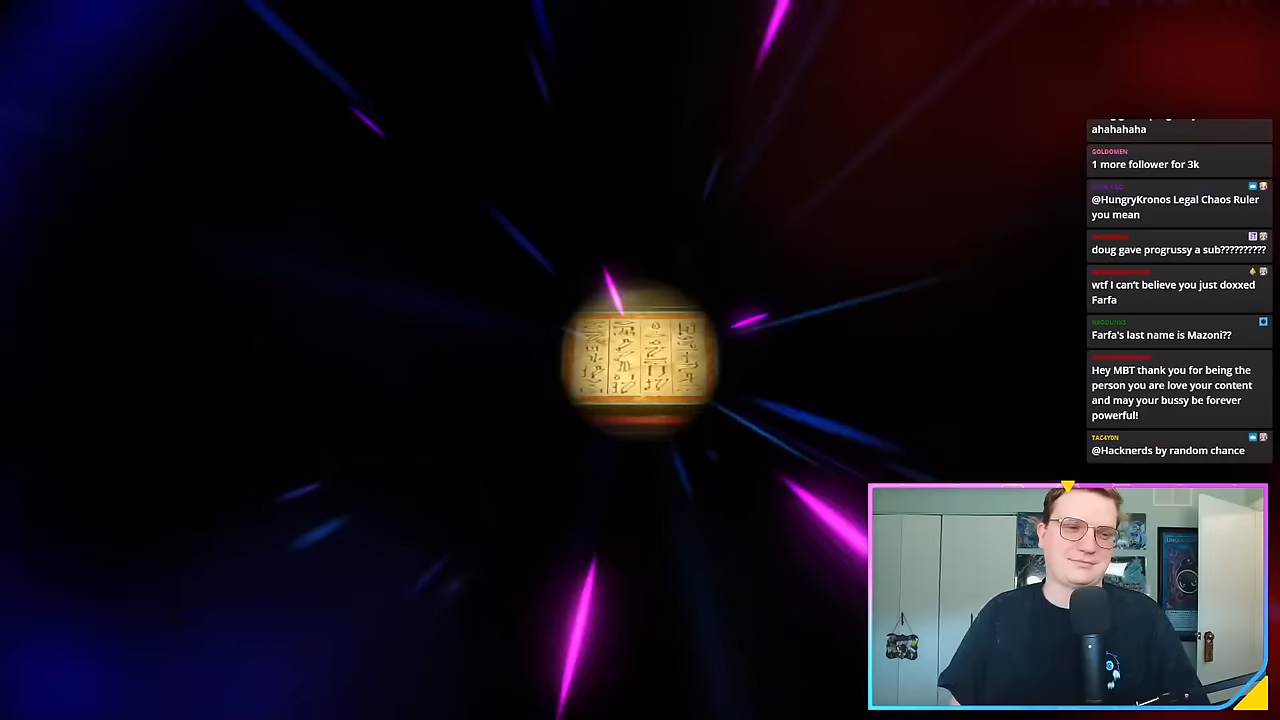 ahahahaha
GOLDOMEN
1 more follower for 3k
@HungryKronos Legal Chaos Ruler
you mean
doug gave progrussy a sub??????????
wtf I can't believe you just doxxed
Farfa
Farfa's last name is Mazoni??
Hey MBT thank you for being the
person you are love your content
and may your bussy be forever
powerful!
TAC4Y0N
@Hacknerds by random chance